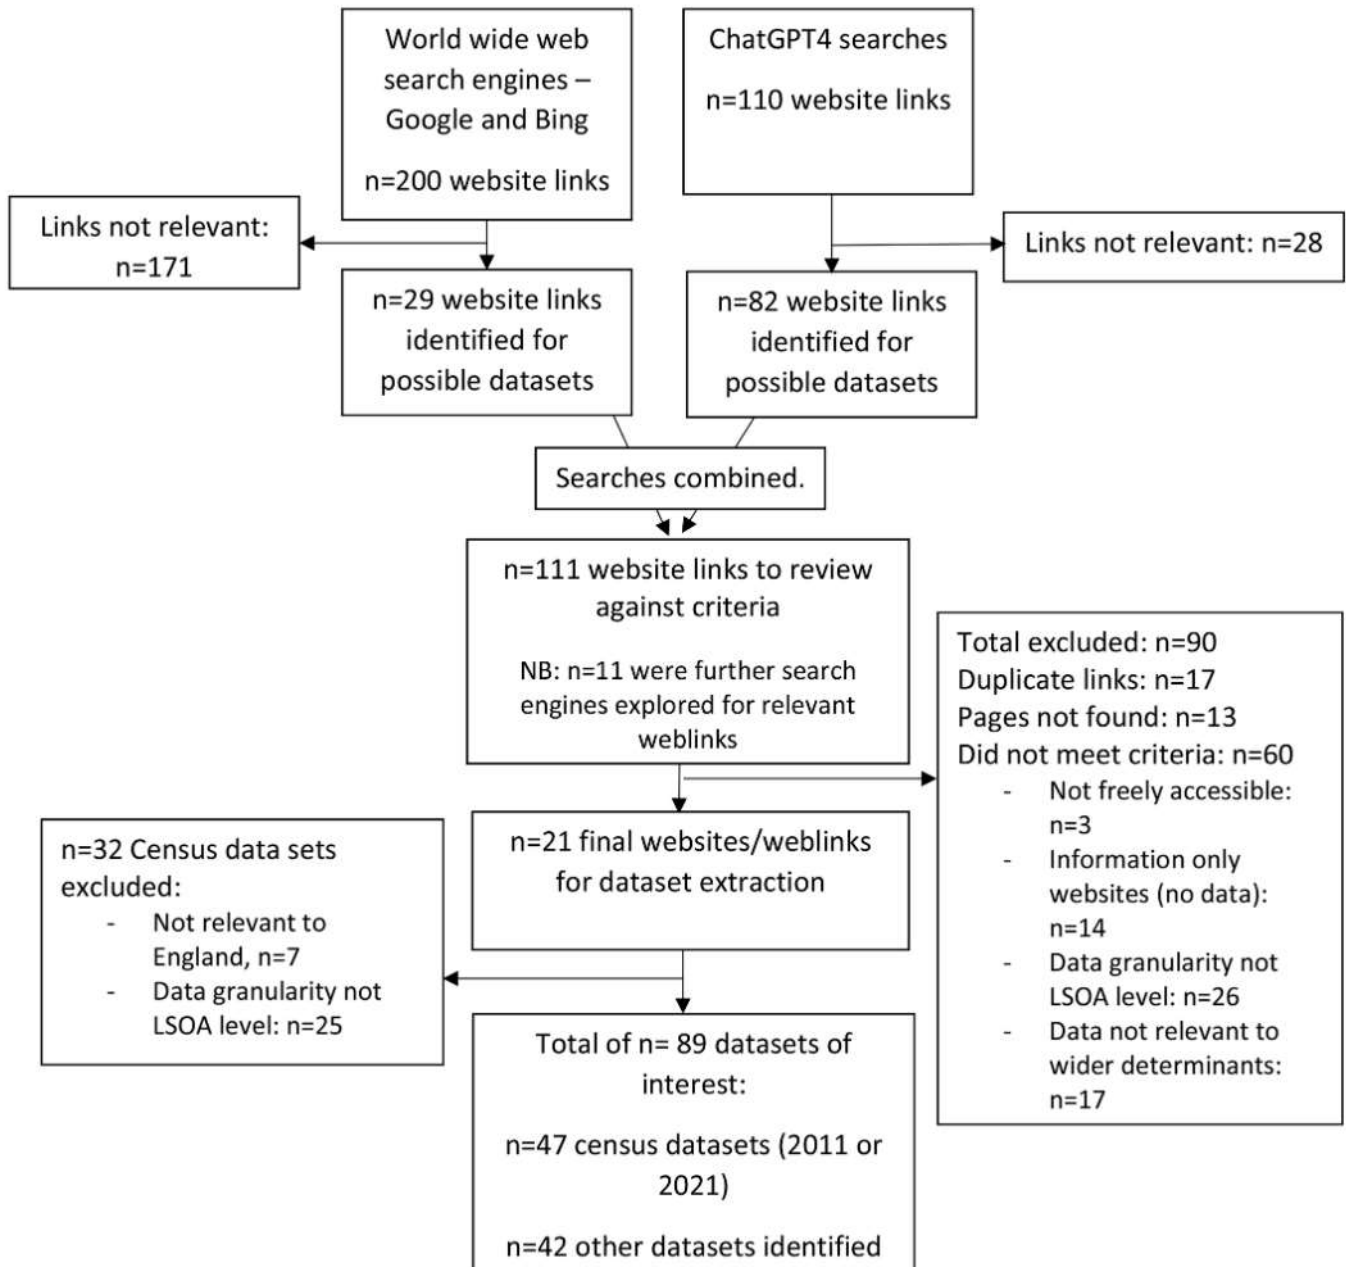 World wide web
search engines –
Google and Bing
n=200 website links
ChatGPT4 searches
n=110 website links
Links not relevant:
n=171
Links not relevant: n=28
n=29 website links
identified for
possible datasets
n=82 website links
identified for
possible datasets
Searches combined.
n=111 website links to review
against criteria
NB: n=11 were further search
engines explored for relevant
weblinks
Total excluded: n=90
Duplicate links: n=17
Pages not found: n=13
Did not meet criteria: n=60
- Not freely accessible:
n=3
- Information only
websites (no data):
n=14
- Data granularity not
LSOA level: n=26
- Data not relevant to
wider determinants:
n=17
n=21 final websites/weblinks
for dataset extraction
n=32 Census data sets
excluded:
- Not relevant to
England, n=7
- Data granularity not
LSOA level: n=25
Total of n= 89 datasets of
interest:
n=47 census datasets (2011 or
2021)
n=42 other datasets identified